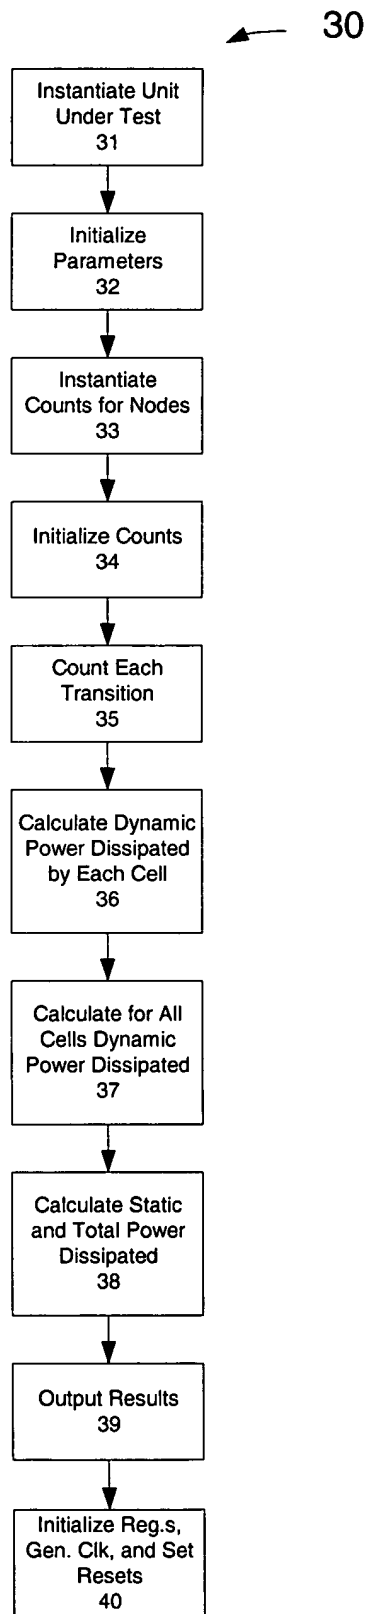 30
Instantiate Unit
Under Test
31
Initialize
Parameters
32
Instantiate
Counts for Nodes
33
Initialize Counts
34
Count Each
Transition
35
Calculate Dynamic
Power Dissipated
by Each Cell
36
Calculate for All
Cells Dynamic
Power Dissipated
37
Calculate Static
and Total Power
Dissipated
38
Output Results
39
Initialize Reg.s,
Gen. Clk, and Set
Resets
40